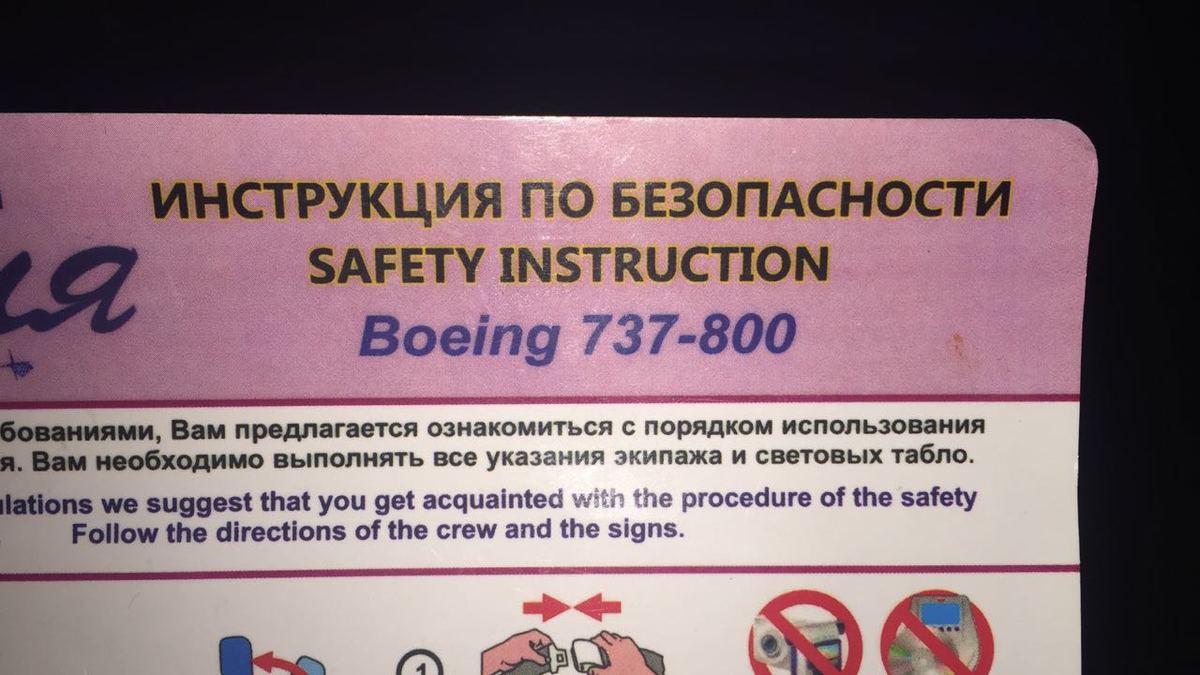 ИНСТРУКЦИЯ ПО БЕЗОПАСНОСТИ
SAFETY INSTRUCTION
Boeing 737-800
бованиями, Вам предлагается ознакомиться с порядком использования
я. Вам необходимо выполнять все указания экипажа и световых табло.
lations we suggest that you get acquainted with the procedure of the safety
Follow the directions of the crew and the signs.
1